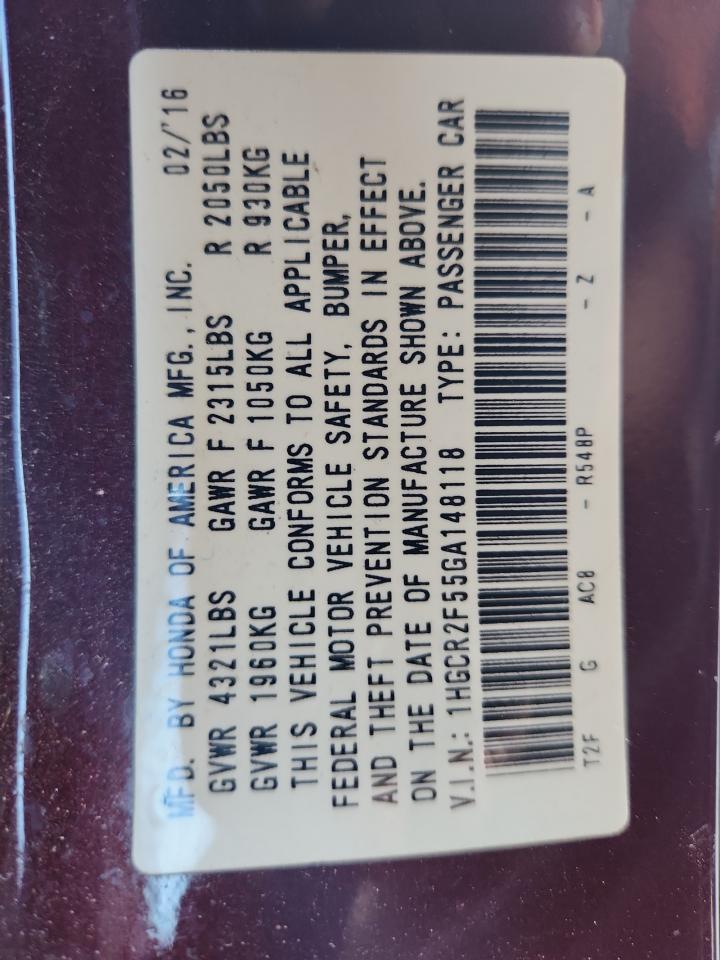 MFD. BY HONDA OF AMERICA MFG., INC. 02/'16
GVWR 4321LBS GAWR F 2315LBS R 2050LBS
GVWR 1960KG GAWR F 1050KG R 930KG
THIS VEHICLE CONFORMS TO ALL APPLICABLE
FEDERAL MOTOR VEHICLE SAFETY, BUMPER,
AND THEFT PREVENTION STANDARDS IN EFFECT
ON THE DATE OF MANUFACTURE SHOWN ABOVE.
V.I.N.: 1HGCR2F55GA148118 TYPE: PASSENGER CAR
T2F G AC8 - R548P - Z - A